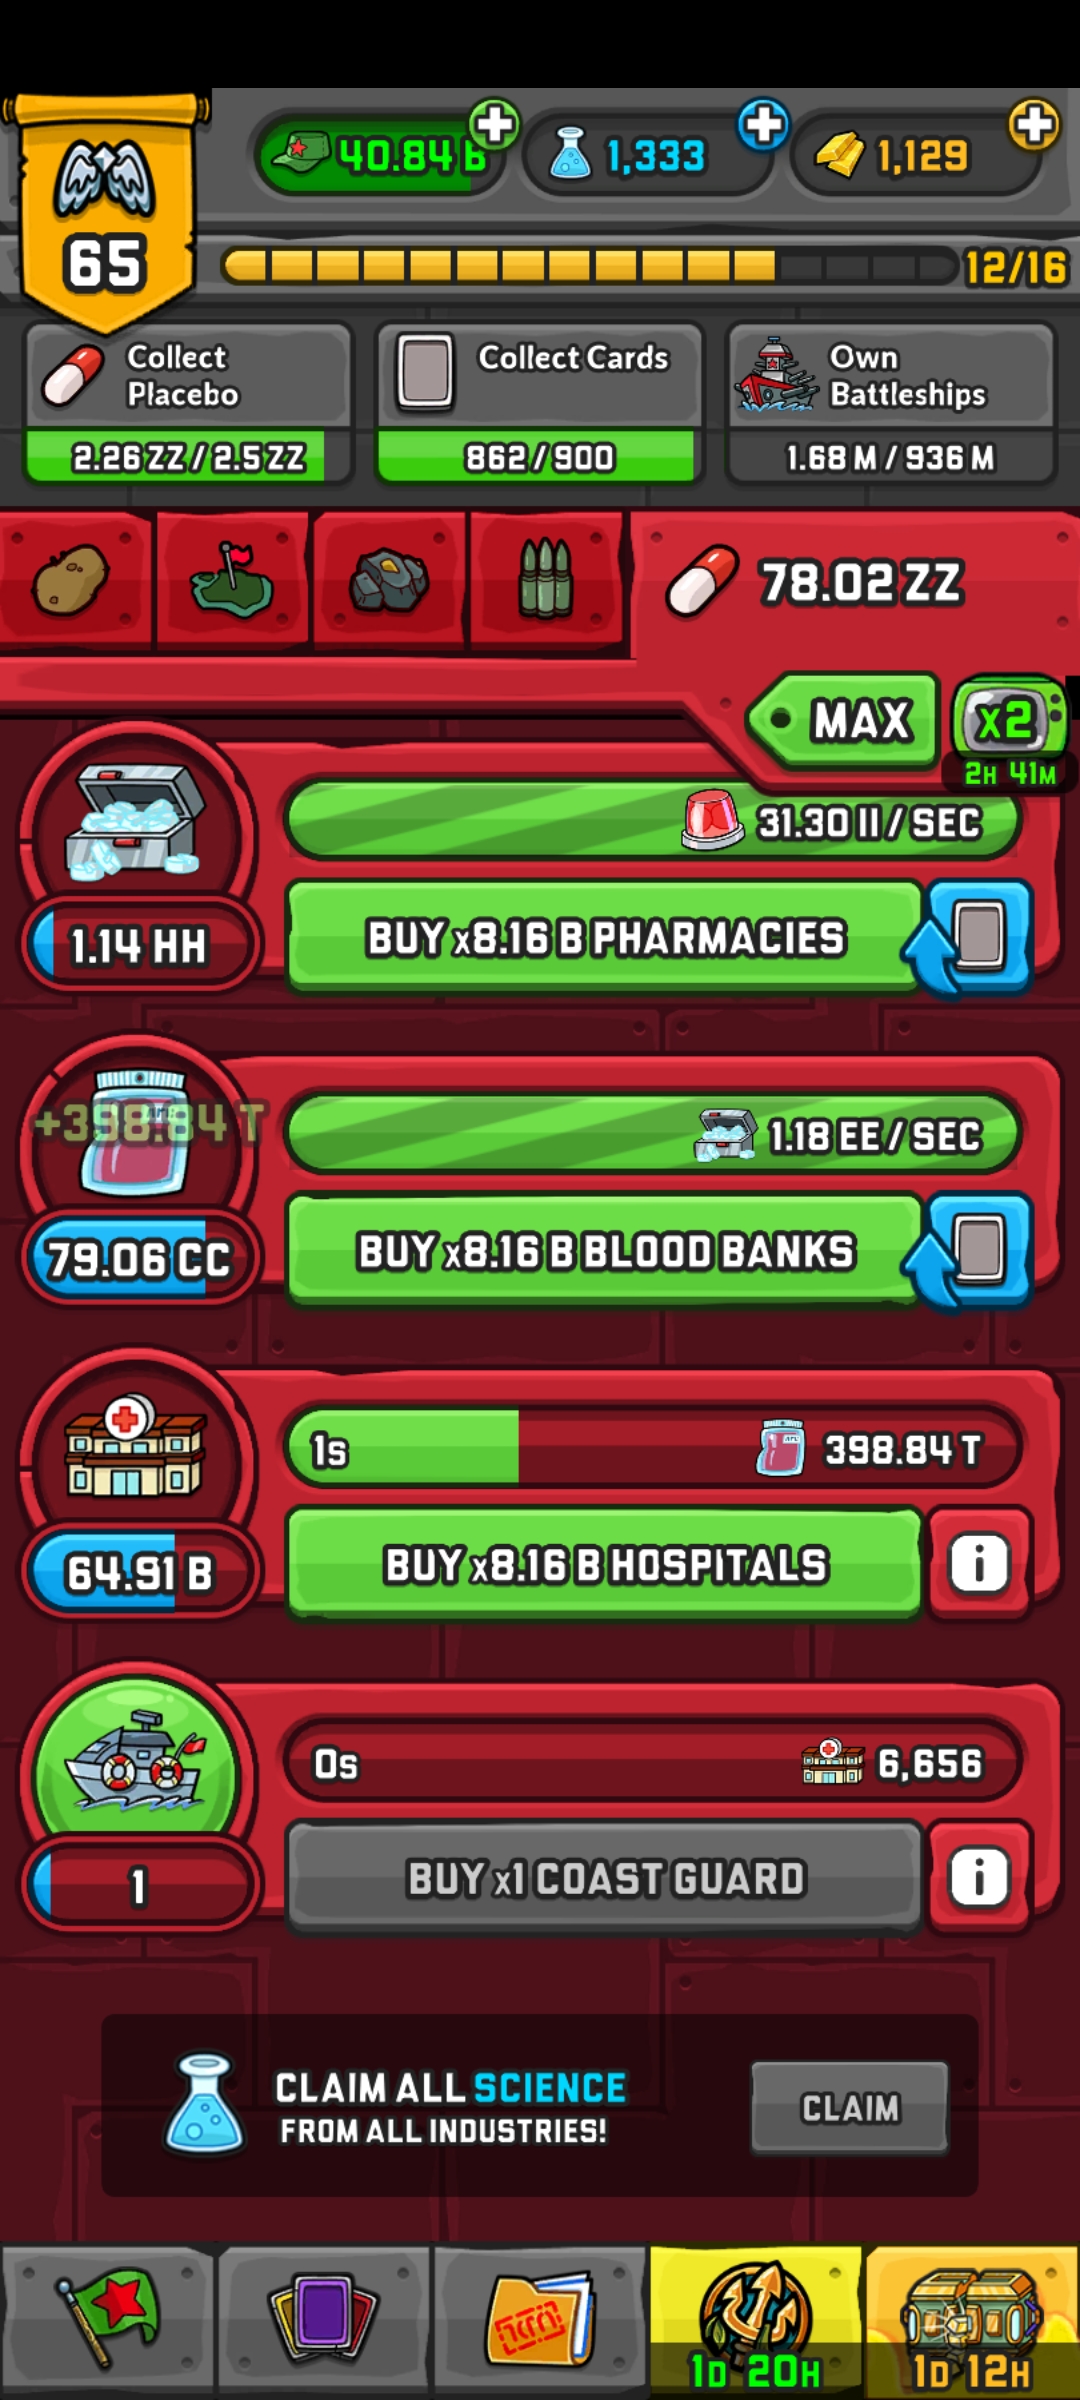 40.84 B
1,333
1,129
65
12/16
Collect
Placebo
Collect Cards
Own
Battleships
2.26 ZZ / 2.5 ZZ
862/900
1.68 M / 936 M
78.02 ZZ
MAX
x2
2H 41M
31.30 II / SEC
BUY x8.16 B PHARMACIES
1.14 HH
+398.84 T
1.18 EE / SEC
BUY x8.16 B BLOOD BANKS
79.06 CC
1s
398.84 T
BUY x8.16 B HOSPITALS
64.91 B
0s
6,656
BUY x1 COAST GUARD
1
CLAIM ALL SCIENCE
FROM ALL INDUSTRIES!
CLAIM
1D 20H
1D 12H